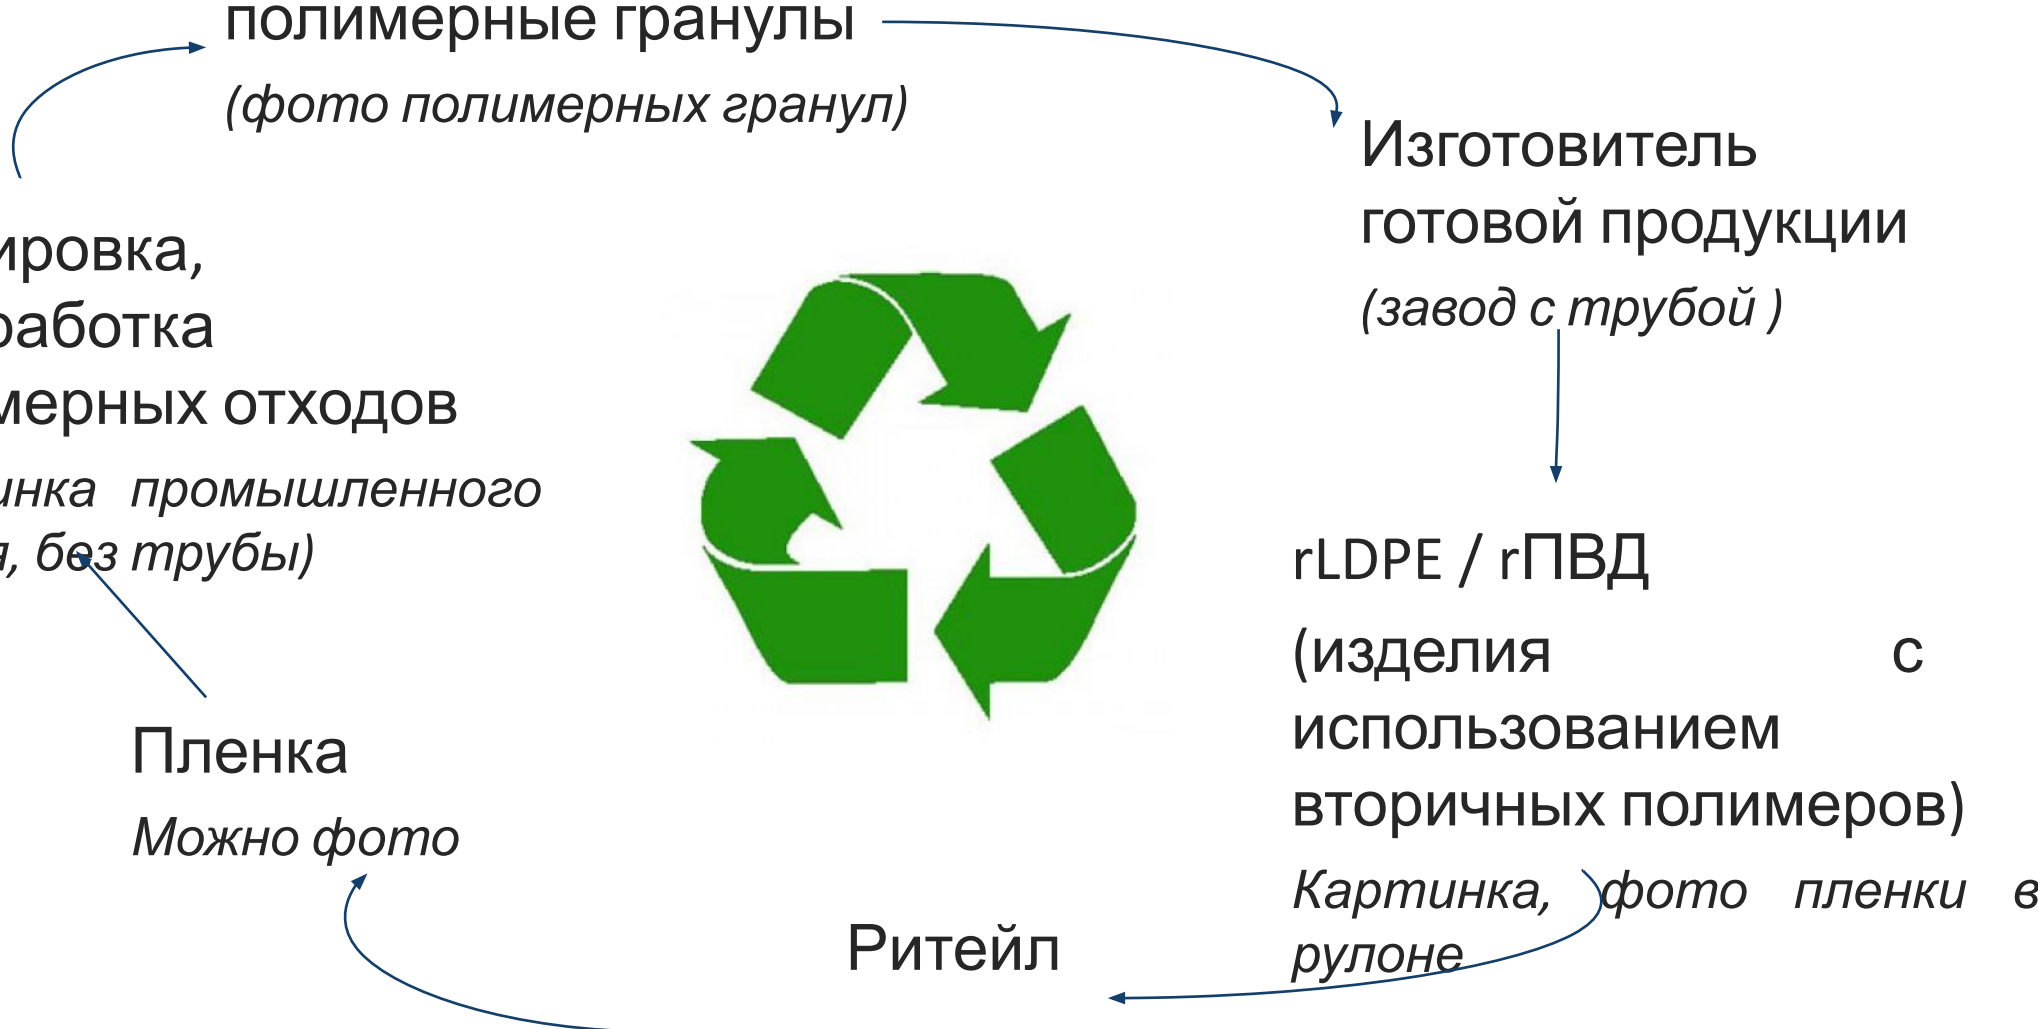 полимерные гранулы
(фото полимерных гранул)
Изготовитель
готовой продукции
(завод с трубой )
ировка,
работка
мерных отходов
инка промышленного
я, без трубы)
rLDPE / rПВД
(изделия с
использованием
вторичных полимеров)
Картинка, фото пленки в
рулоне
Пленка
Можно фото
Ритейл